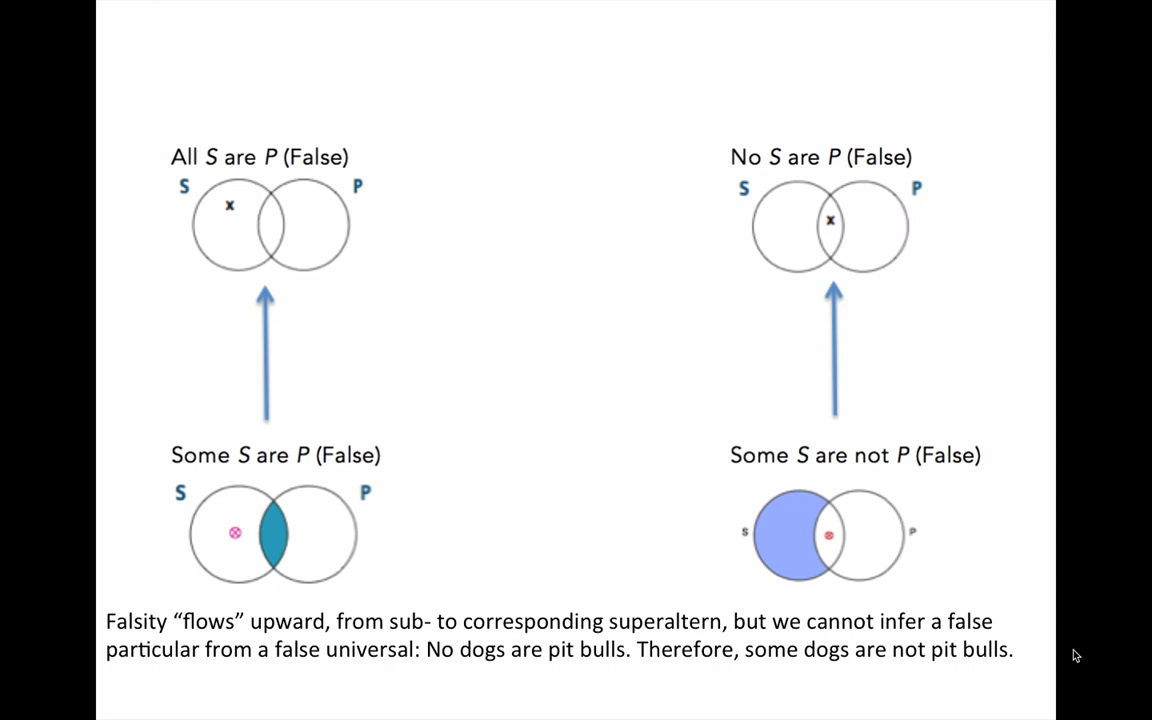 All S are P (False)
No S are P (False)
S
P
S
P
x
x
Some S are P (False)
Some S are not P (False)
S
P
S
P
Falsity “flows” upward, from sub- to corresponding superaltern, but we cannot infer a false
particular from a false universal: No dogs are pit bulls. Therefore, some dogs are not pit bulls.